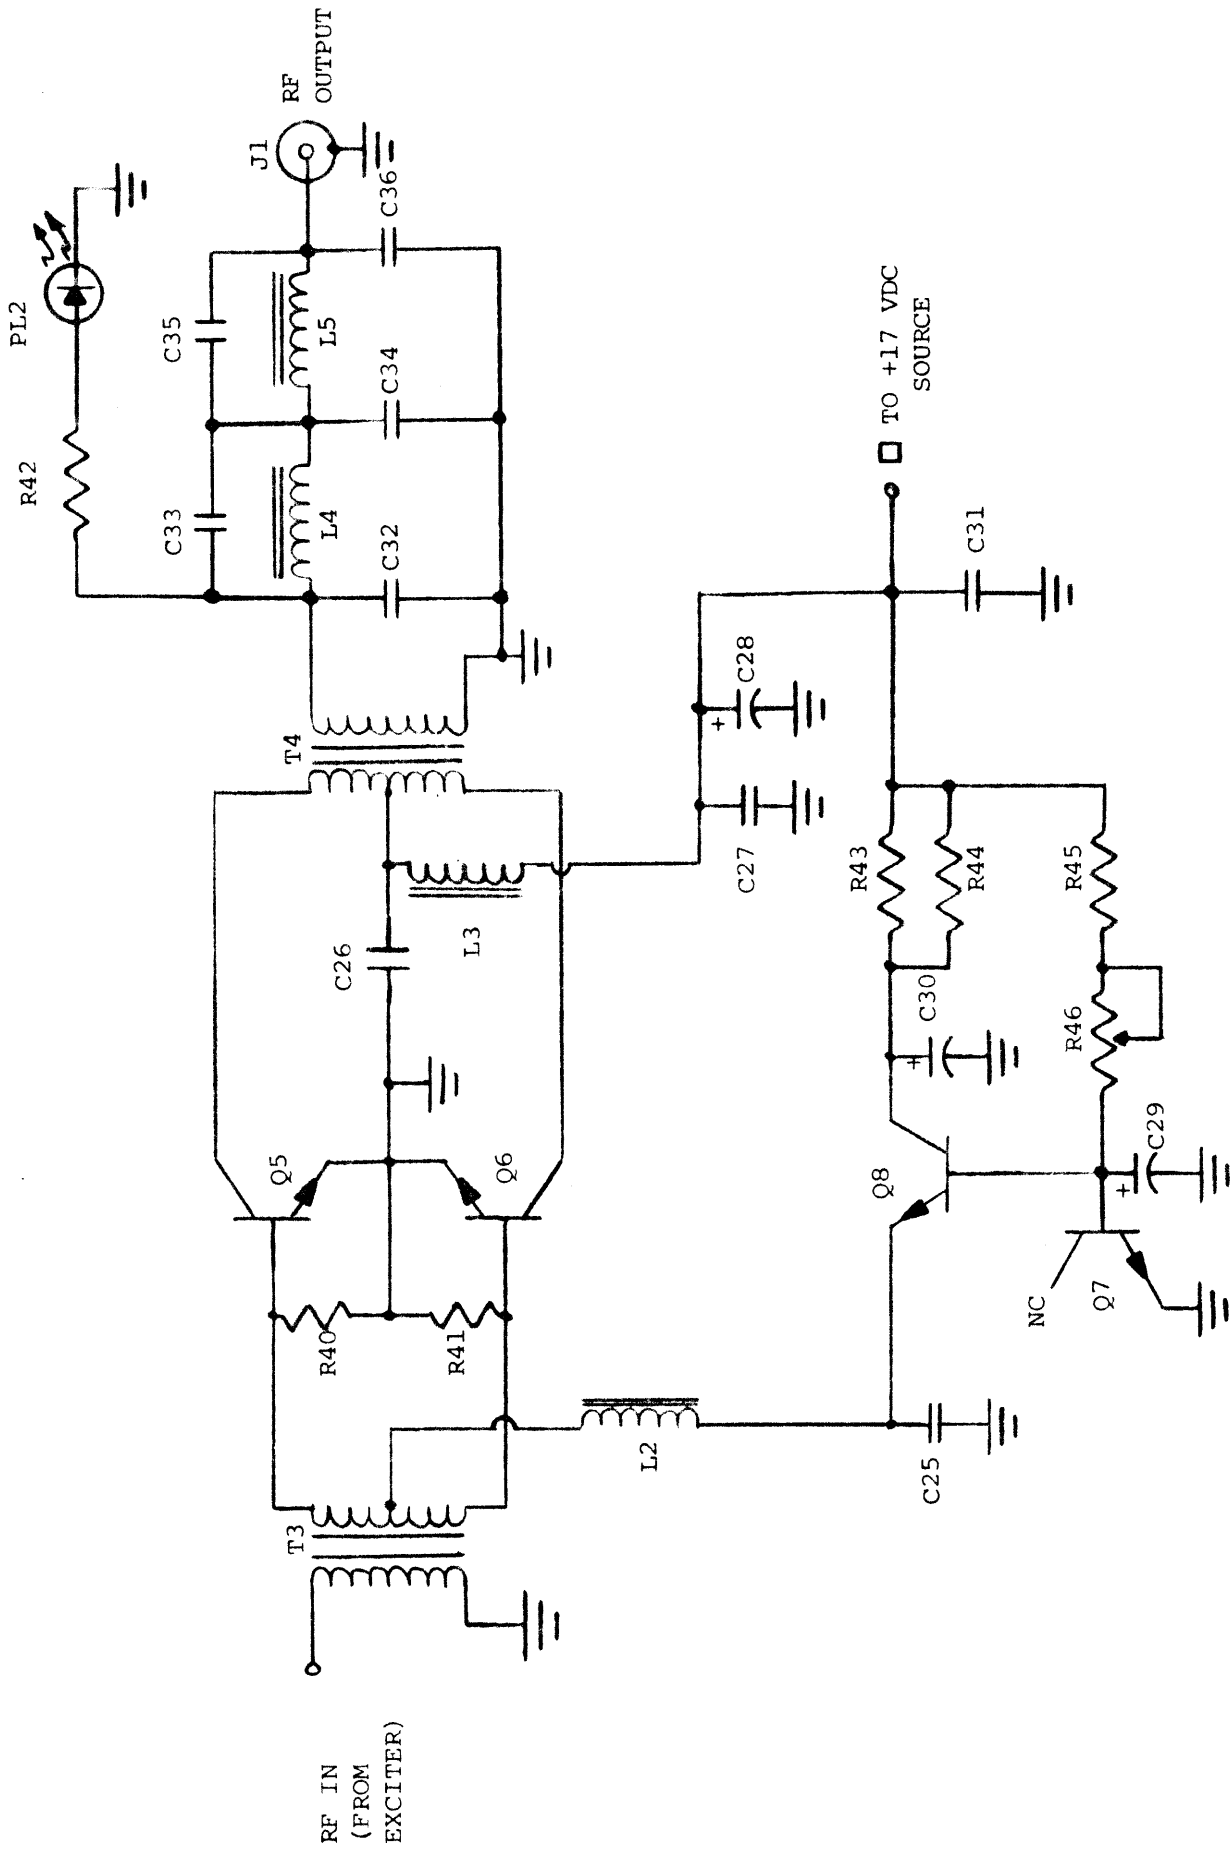 RF IN
(FROM
EXCITER)
T3
R40
R41
Q5
Q6
C26
L3
T4
L2
C25
Q8
NC
Q7
C29
R46
C30
R43
R44
R45
C27
C28
C31
□ TO +17 VDC
SOURCE
R42
PL2
C33
C35
L4
L5
C32
C34
C36
J1
RF
OUTPUT
+
+
+